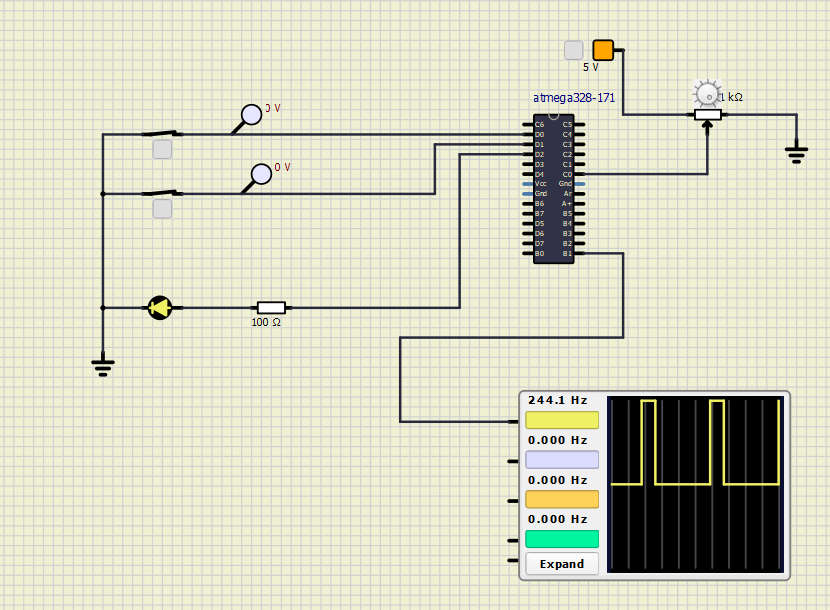 5 V
atmega328-171
1 kΩ
0 V
0 V
C6 C5
D0 C4
D1 C3
D2 C2
D3 C1
D4 C0
Vcc Gnd
Gnd Ar
B6 A+
B7 B5
D5 B4
D6 B3
D7 B2
B0 B1
100 Ω
244.1 Hz
0.000 Hz
0.000 Hz
0.000 Hz
Expand